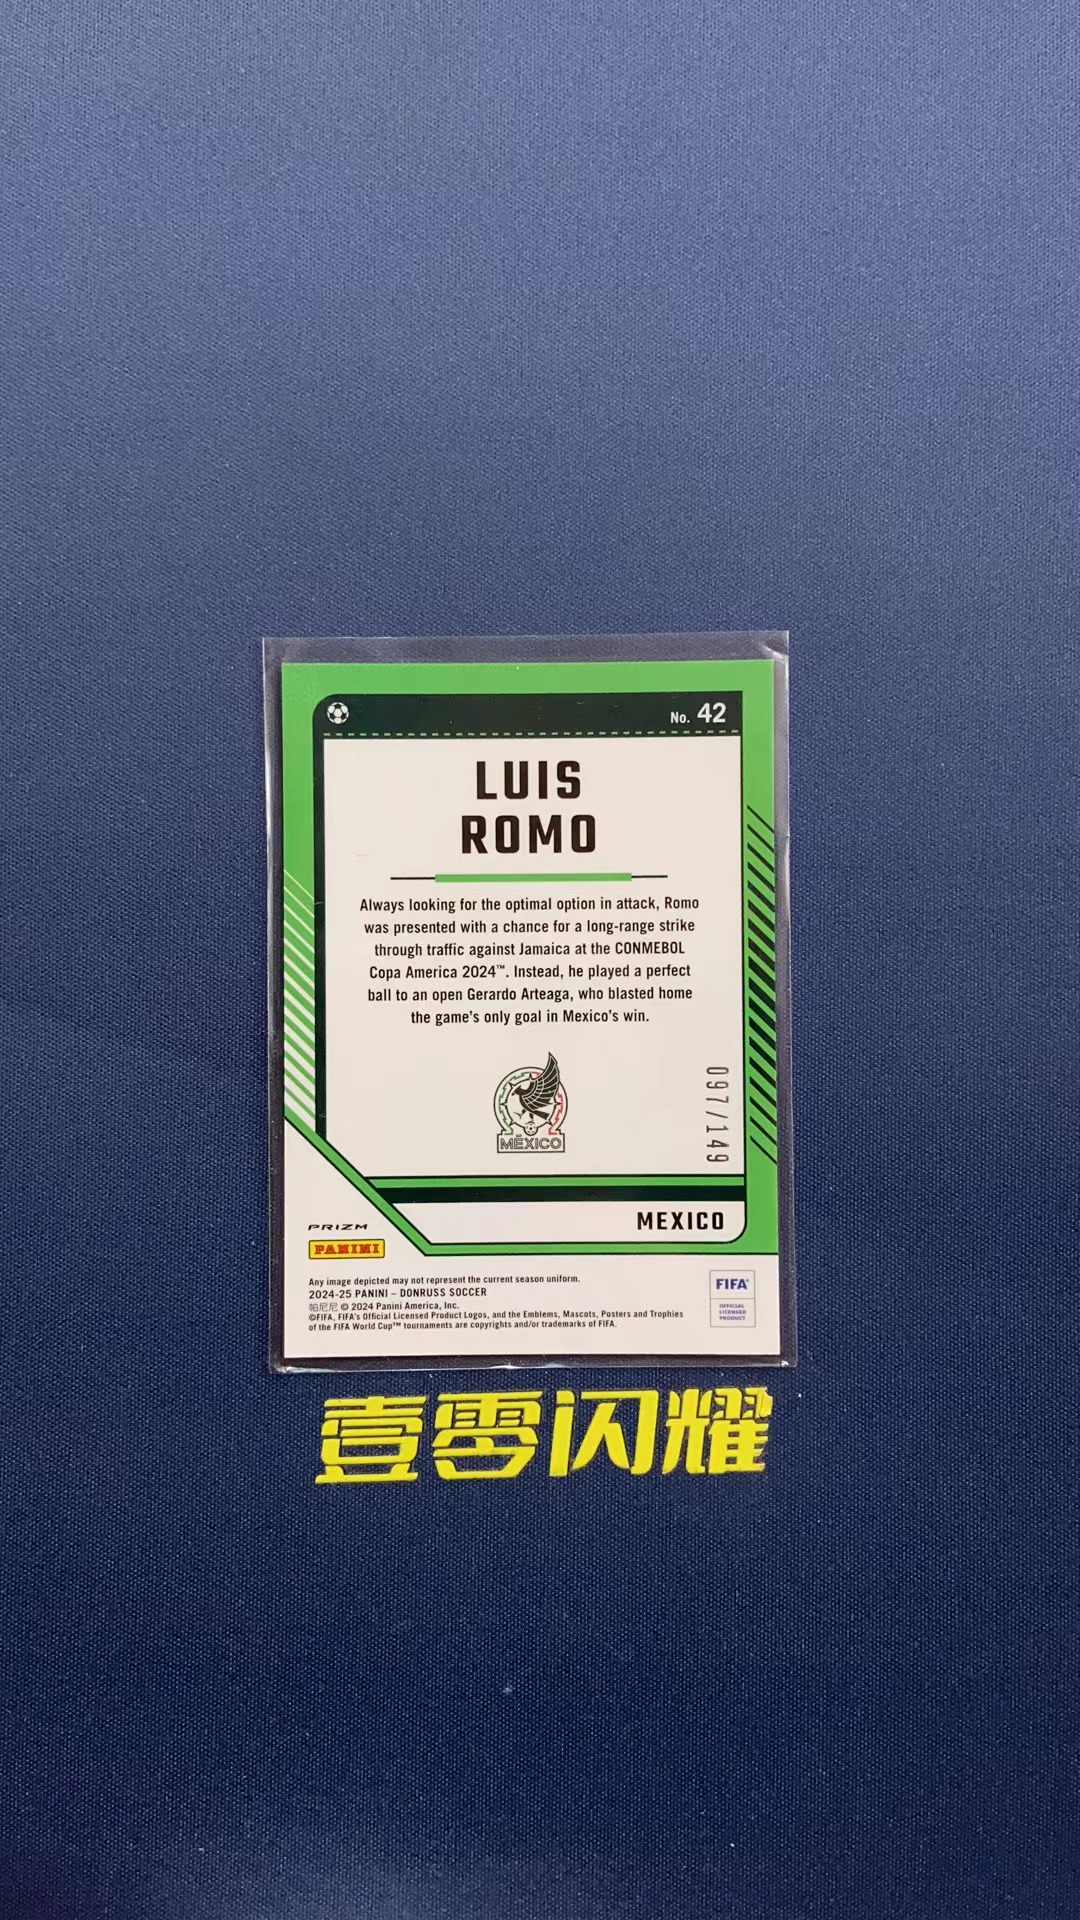 No. 42
LUIS
ROMO
Always looking for the optimal option in attack, Romo
was presented with a chance for a long-range strike
through traffic against Jamaica at the CONMEBOL
Copa America 2024™. Instead, he played a perfect
ball to an open Gerardo Arteaga, who blasted home
the game's only goal in Mexico's win.
MÉXICO
097/149
MEXICO
PRIZM
PANINI
Any image depicted may not represent the current season uniform.
2024-25 PANINI – DONRUSS SOCCER
帕尼尼 © 2024 Panini America, Inc.
©FIFA, FIFA's Official Licensed Product Logos, and the Emblems, Mascots, Posters and Trophies
of the FIFA World Cup™ tournaments are copyrights and/or trademarks of FIFA.
FIFA
OFFICIAL
LICENSED
PRODUCT
壹零闪耀